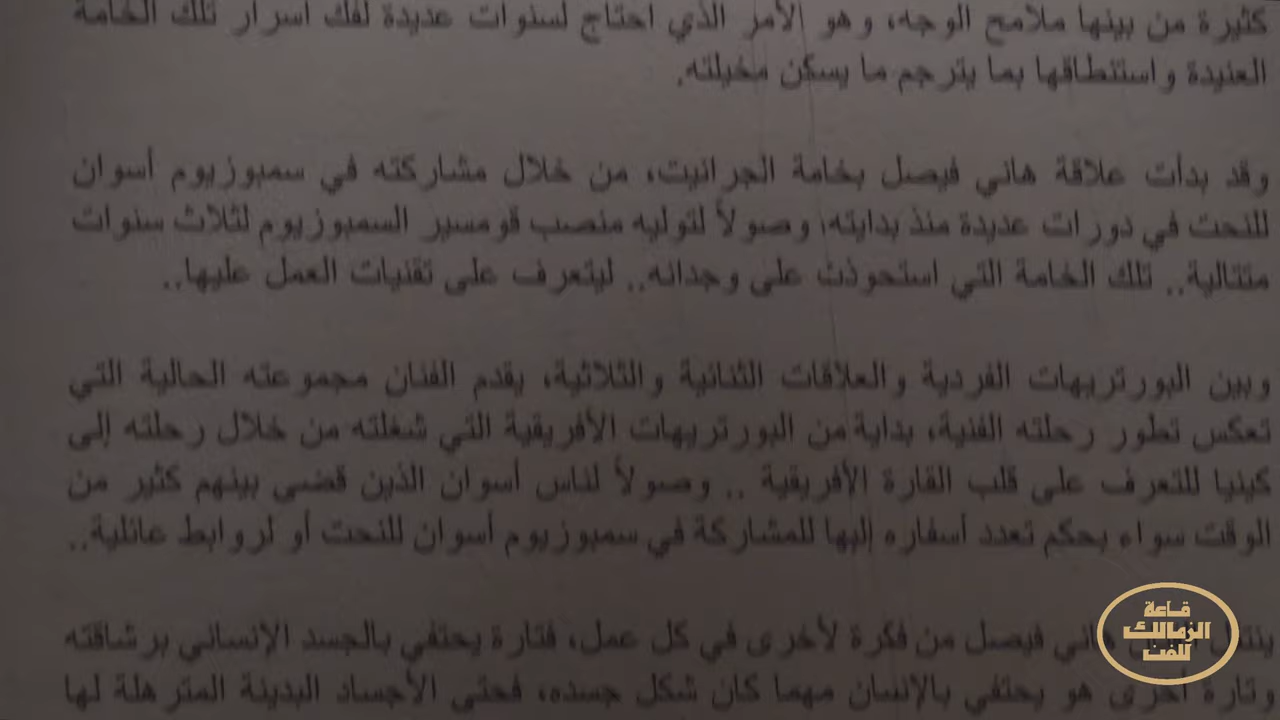 كثيرة من بينها ملامح الوجه، وهو الأمر الذي احتاج لسنوات عديدة لفك أسرار تلك الخامة
العنيدة واستنطاقها بما يترجم ما يسكن مخيلته.
وقد بدأت علاقة هاني فيصل بخامة الجرانيت، من خلال مشاركته في سمبوزيوم أسوان
للنحت في دورات عديدة منذ بدايته، وصولاً لتوليه منصب قومسير السمبوزيوم لثلاث سنوات
متتالية.. تلك الخامة التي استحوذت على وجدانه.. ليتعرف على تقنيات العمل عليها..
وبين البورتريهات الفردية والعلاقات الثنائية والثلاثية، يقدم الفنان مجموعته الحالية التي
تعكس تطور رحلته الفنية، بداية من البورتريهات الأفريقية التي شغلته من خلال رحلته إلى
كينيا للتعرف على قلب القارة الأفريقية .. وصولاً لناس أسوان الذين قضى بينهم كثير من
الوقت سواء بحكم تعدد أسفاره إليها للمشاركة في سمبوزيوم أسوان للنحت أو لروابط عائلية..
هاني فيصل من فكرة لأخرى في كل عمل، فتارة يحتفي بالجسد الإنساني برشاقته
وتارة أخرى هو يحتفي بالإنسان مهما كان شكل جسده، فحتى الأجساد البدينة المترهلة لها
قاعة
الزمالك
للفن